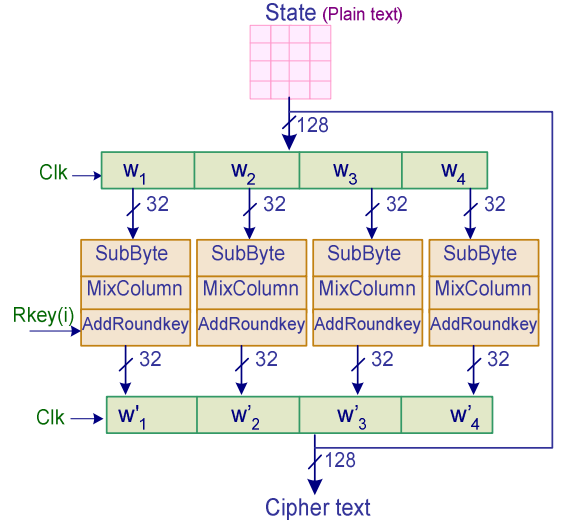 State (Plain text)
128
Clk
w1 w2 w3 w4
32 32 32 32
SubByte SubByte SubByte SubByte
MixColumn MixColumn MixColumn MixColumn
Rkey(i)
AddRoundkey AddRoundkey AddRoundkey AddRoundkey
32 32 32 32
Clk
w'1 w'2 w'3 w'4
128
Cipher text